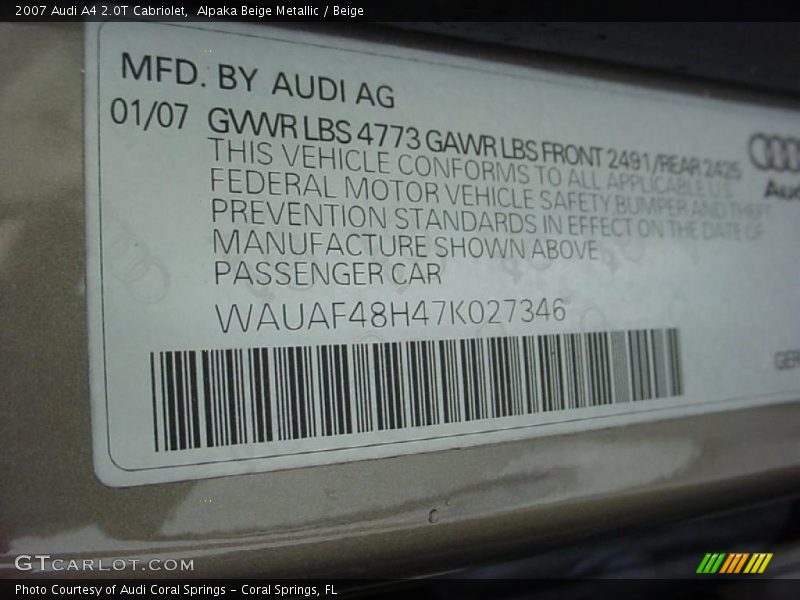 2007 Audi A4 2.0T Cabriolet,  Alpaka Beige Metallic / Beige
MFD. BY AUDI AG
01/07 GVWR LBS 4773 GAWR LBS FRONT 2491/REAR 2425
THIS VEHICLE CONFORMS TO ALL APPLICABLE U.S.
FEDERAL MOTOR VEHICLE SAFETY BUMPER AND THEFT
PREVENTION STANDARDS IN EFFECT ON THE DATE OF
MANUFACTURE SHOWN ABOVE
PASSENGER CAR
WAUAF48H47K027346
Aud
GER
GTCARLOT.COM
Photo Courtesy of Audi Coral Springs – Coral Springs, FL